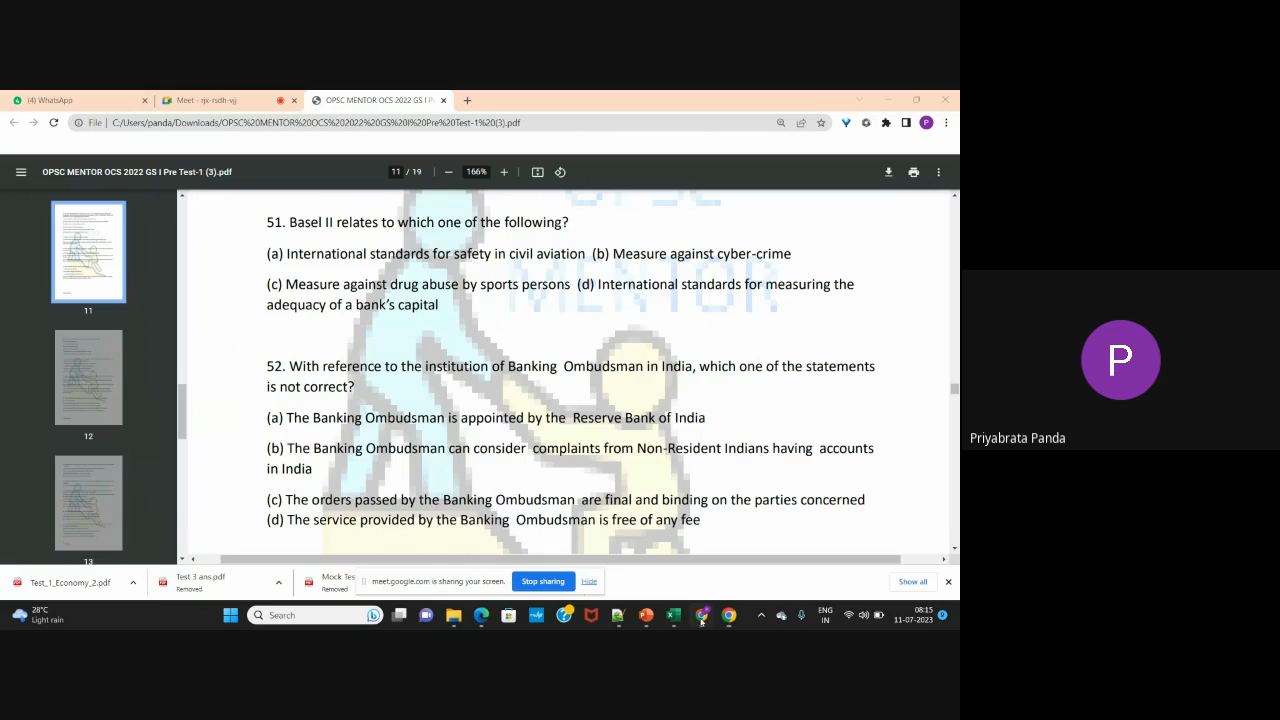 (4) WhatsApp
Meet - rjx-rsdh-vjj
OPSC MENTOR OCS 2022 GS I P
File | C:/Users/panda/Downloads/OPSC%20MENTOR%20OCS%202022%20GS%20I%20Pre%20Test-1%20(3).pdf
OPSC MENTOR OCS 2022 GS I Pre Test-1 (3).pdf
11 / 19
166%
OPSC
MENTOR
51. Basel II relates to which one of the following?
(a) International standards for safety in civil aviation (b) Measure against cyber-crime
(c) Measure against drug abuse by sports persons (d) International standards for measuring the
adequacy of a bank's capital
52. With reference to the institution of Banking Ombudsman in India, which one of the statements
is not correct?
(a) The Banking Ombudsman is appointed by the Reserve Bank of India
(b) The Banking Ombudsman can consider complaints from Non-Resident Indians having accounts
in India
(c) The orders passed by the Banking Ombudsman are final and binding on the parties concerned
(d) The service provided by the Banking Ombudsman is free of any fee
11
12
13
P
Priyabrata Panda
Test_1_Economy_2.pdf
Test 3 ans.pdf
Removed
Mock Tes
Removed
meet.google.com is sharing your screen.
Stop sharing
Hide
Show all
28°C
Light rain
Search
ENG
IN
08:15
11-07-2023